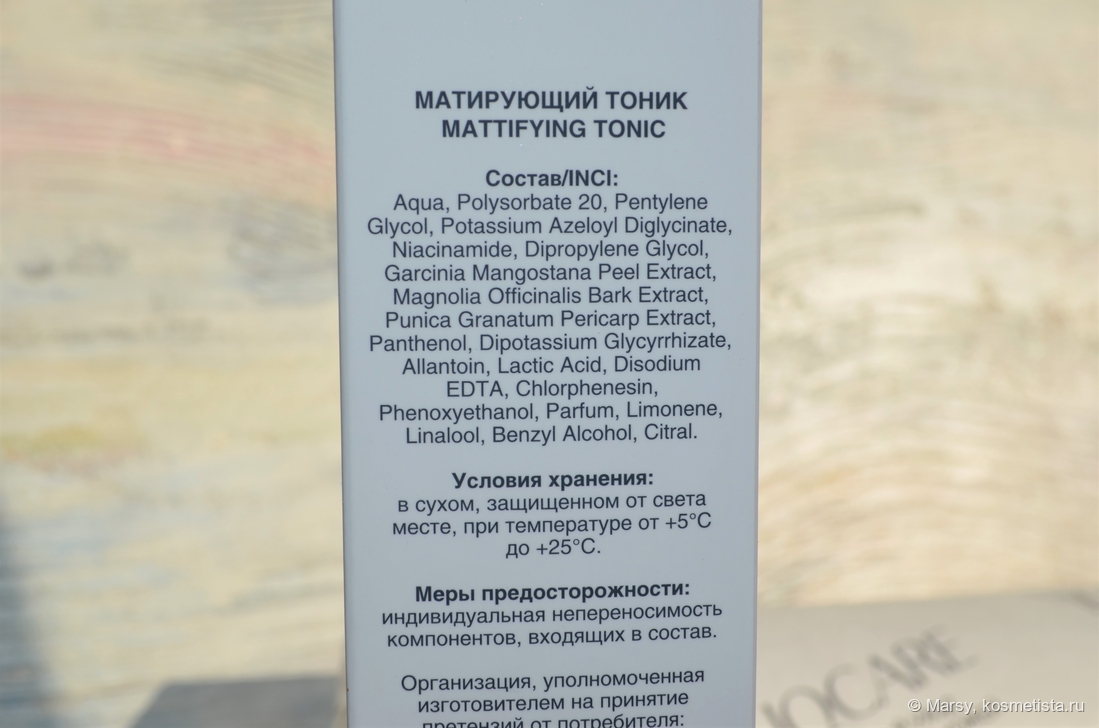 МАТИРУЮЩИЙ ТОНИК
MATTIFYING TONIC
Состав/INCI:
Aqua, Polysorbate 20, Pentylene
Glycol, Potassium Azeloyl Diglycinate,
Niacinamide, Dipropylene Glycol,
Garcinia Mangostana Peel Extract,
Magnolia Officinalis Bark Extract,
Punica Granatum Pericarp Extract,
Panthenol, Dipotassium Glycyrrhizate,
Allantoin, Lactic Acid, Disodium
EDTA, Chlorphenesin,
Phenoxyethanol, Parfum, Limonene,
Linalool, Benzyl Alcohol, Citral.
Условия хранения:
в сухом, защищенном от света
месте, при температуре от +5°C
до +25°C.
Меры предосторожности:
индивидуальная непереносимость
компонентов, входящих в состав.
Организация, уполномоченная
изготовителем на принятие
претензий от потребителя:
© Marsy, kosmetista.ru